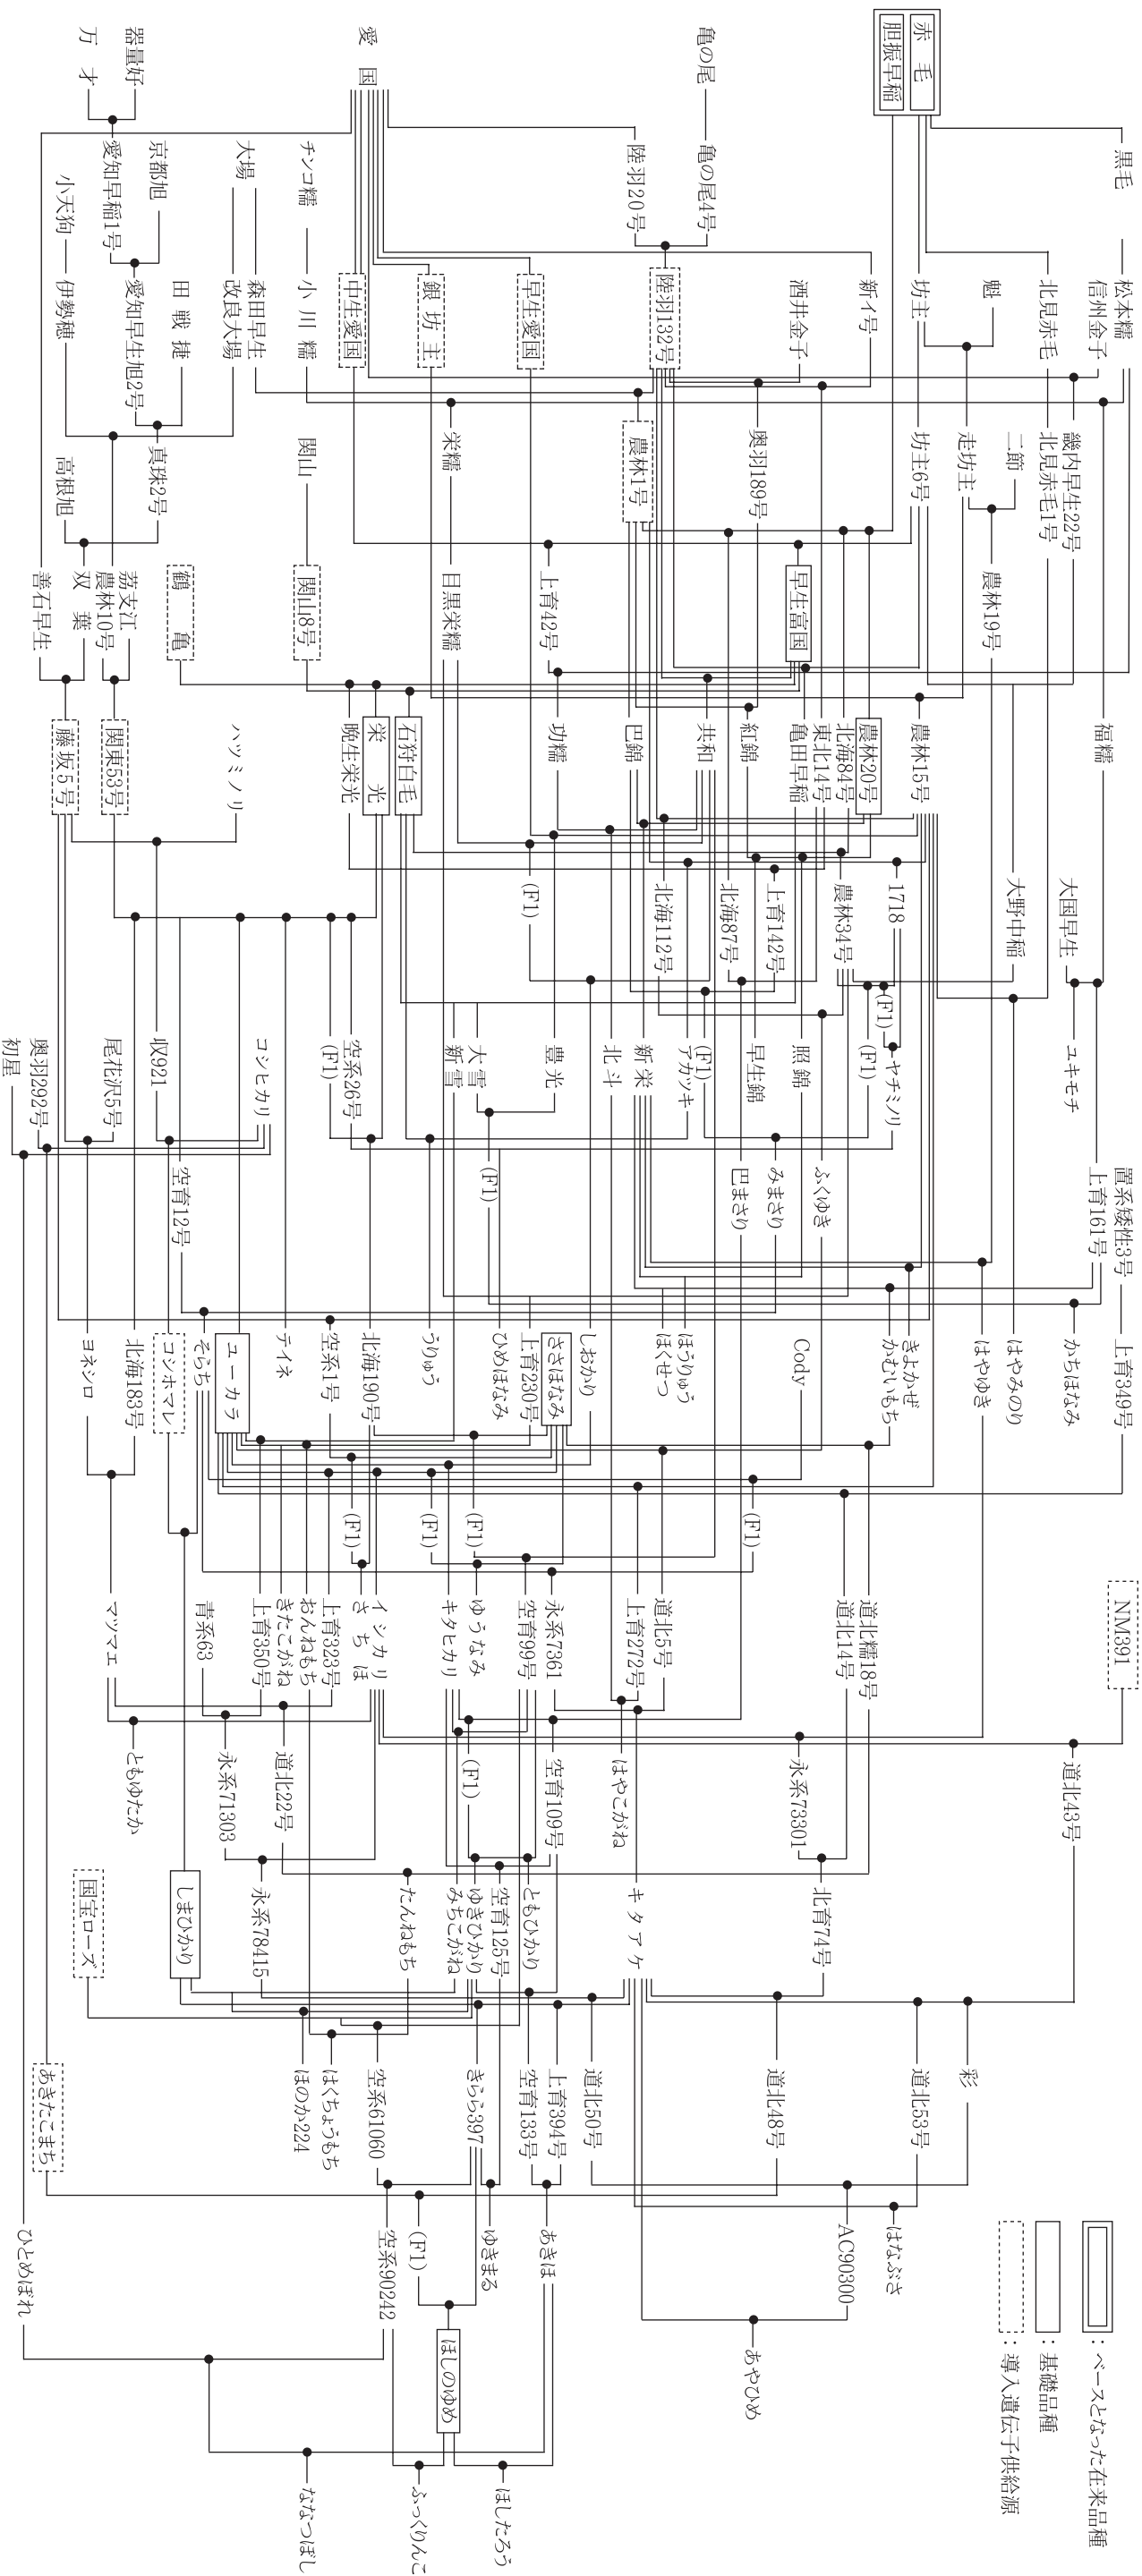 ：ベースとなった在来品種
：基礎品種
：導入遺伝子供給源
赤毛
胆振早稲
亀の尾
愛国
器量好
万才
黒毛
亀の尾4号
陸羽20号
チンコ糯
大場
京都旭
愛知早稲1号
小天狗
松本糯
信州金子
北見赤毛
魁
坊主
新イ号
酒井金子
陸羽132号
早生愛国
銀坊主
中生愛国
小川糯
森田早生
改良大場
田戦捷
愛知早生旭2号
伊勢穂
畿内早生22号
北見赤毛1号
二節
走坊主
坊主6号
奥羽189号
農林1号
栄糯
関山
真珠2号
高根旭
農林19号
早生富国
上育42号
目黒栄糯
関山8号
鶴亀
茘支江
農林10号
双葉
善石早生
福糯
農林15号
農林20号
北海84号
東北14号
亀田早稲
紅錦
共和
巴錦
功糯
石狩白毛
栄光
晩生栄光
ハツミノリ
関東53号
藤坂5号
大国早生
大野中稲
1718
農林34号
上育142号
北海87号
北海112号
(F1)
ユキモチ
(F1)
ヤチミノリ
(F1)
照錦
早生錦
(F1)
アカツキ
新栄
北斗
豊光
大雪
新雪
空系26号
(F1)
コシヒカリ
収921
尾花沢5号
奥羽292号
初星
置系矮性3号
上育161号
ふくゆき
みまさり
巴まさり
(F1)
空育12号
上育349号
かちほなみ
はやみのり
はやゆき
きよかぜ
かむいもち
Cody
ほうりゅう
ほくせつ
しおかり
ささほなみ
上育230号
ひめほなみ
うりゅう
北海190号
空系1号
テイネ
ユーカラ
そらち
コシホマレ
北海183号
ヨネシロ
(F1)
(F1)
(F1)
(F1)
NM391
道北糯18号
道北14号
道北5号
上育272号
永系7361
空育99号
ゆうなみ
キタヒカリ
イシカリ
さちほ
上育323号
おんねもち
きたこがね
上育350号
青系63
マツマエ
道北43号
永系73301
はやこがね
空育109号
(F1)
道北22号
永系71303
ともゆたか
北育74号
キタアケ
ともひかり
空育125号
ゆきひかり
みちこがね
たんねもち
永系78415
しまひかり
国宝ローズ
彩
道北53号
道北48号
道北50号
上育394号
空育133号
きらら397
空系61060
はくちょうもち
ほのか224
あきたこまち
はなぶさ
AC90300
あきほ
ゆきまる
(F1)
空系90242
ひとめぼれ
あやひめ
ほしのゆめ
ほしたろう
ふっくりんこ
ななつぼし